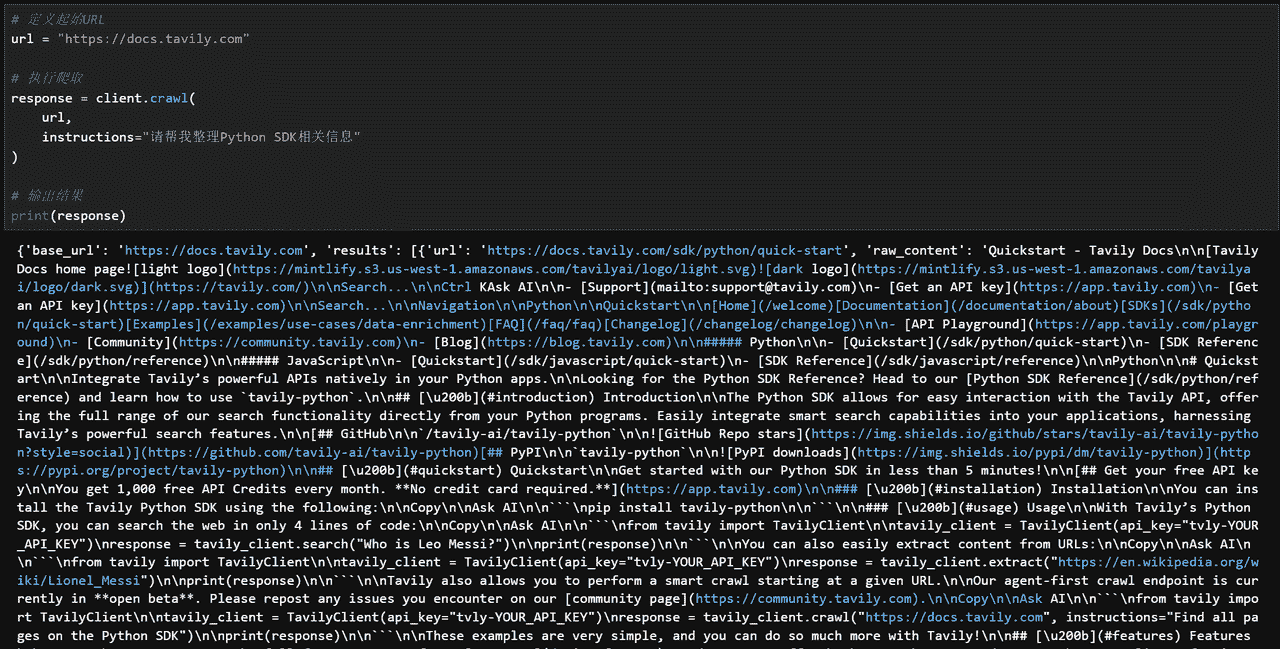 # 定义起始URL
url = "https://docs.tavily.com"
# 执行爬取
response = client.crawl(
url,
instructions="请帮我整理Python SDK相关信息"
)
# 输出结果
print(response)
{'base_url': 'https://docs.tavily.com', 'results': [{'url': 'https://docs.tavily.com/sdk/python/quick-start', 'raw_content': 'Quickstart - Tavily Docs\n\n[Tavily
Docs home page![light logo](https://mintlify.s3.us-west-1.amazonaws.com/tavilyai/logo/light.svg)![dark logo](https://mintlify.s3.us-west-1.amazonaws.com/tavilya
i/logo/dark.svg)](https://tavily.com/)\n\nSearch...\n\nCtrl KAsk AI\n\n- [Support](mailto:support@tavily.com)\n- [Get an API key](https://app.tavily.com)\n- [Get
an API key](https://app.tavily.com)\n\nSearch...\n\nNavigation\n\nPython\n\nQuickstart\n\n[Home](/welcome)[Documentation](/documentation/about)[SDKs](/sdk/pytho
n/quick-start)[Examples](/examples/use-cases/data-enrichment)[FAQ](/faq/faq)[Changelog](/changelog/changelog)\n\n- [API Playground](https://app.tavily.com/playgr
ound)\n- [Community](https://community.tavily.com)\n- [Blog](https://blog.tavily.com)\n\n##### Python\n\n- [Quickstart](/sdk/python/quick-start)\n- [SDK Referenc
e](/sdk/python/reference)\n\n##### JavaScript\n\n- [Quickstart](/sdk/javascript/quick-start)\n- [SDK Reference](/sdk/javascript/reference)\n\nPython\n\n# Quickst
art\n\nIntegrate Tavily’s powerful APIs natively in your Python apps.\n\nLooking for the Python SDK Reference? Head to our [Python SDK Reference](/sdk/python/ref
erence) and learn how to use `tavily-python`.\n\n## [\u200b](#introduction) Introduction\n\nThe Python SDK allows for easy interaction with the Tavily API, offer
ing the full range of our search functionality directly from your Python programs. Easily integrate smart search capabilities into your applications, harnessing
Tavily’s powerful search features.\n\n[## GitHub\n\n`/tavily-ai/tavily-python`\n\n![GitHub Repo stars](https://img.shields.io/github/stars/tavily-ai/tavily-pytho
n?style=social)](https://github.com/tavily-ai/tavily-python)[## PyPI\n\n`tavily-python`\n\n![PyPI downloads](https://img.shields.io/pypi/dm/tavily-python)](http
s://pypi.org/project/tavily-python)\n\n## [\u200b](#quickstart) Quickstart\n\nGet started with our Python SDK in less than 5 minutes!\n\n[## Get your free API ke
y\n\nYou get 1,000 free API Credits every month. **No credit card required.**](https://app.tavily.com)\n\n### [\u200b](#installation) Installation\n\nYou can ins
tall the Tavily Python SDK using the following:\n\nCopy\n\nAsk AI\n\n```\npip install tavily-python\n\n```\n\n### [\u200b](#usage) Usage\n\nWith Tavily’s Python
SDK, you can search the web in only 4 lines of code:\n\nCopy\n\nAsk AI\n\n```\nfrom tavily import TavilyClient\n\ntavily_client = TavilyClient(api_key="tvly-YOUR
_API_KEY")\nresponse = tavily_client.search("Who is Leo Messi?")\n\nprint(response)\n\n```\n\nYou can also easily extract content from URLs:\n\nCopy\n\nAsk AI\n
\n```\nfrom tavily import TavilyClient\n\ntavily_client = TavilyClient(api_key="tvly-YOUR_API_KEY")\nresponse = tavily_client.extract("https://en.wikipedia.org/w
iki/Lionel_Messi")\n\nprint(response)\n\n```\n\nTavily also allows you to perform a smart crawl starting at a given URL.\n\nOur agent-first crawl endpoint is cur
rently in **open beta**. Please repost any issues you encounter on our [community page](https://community.tavily.com).\n\nCopy\n\nAsk AI\n\n```\nfrom tavily impo
rt TavilyClient\n\ntavily_client = TavilyClient(api_key="tvly-YOUR_API_KEY")\nresponse = tavily_client.crawl("https://docs.tavily.com", instructions="Find all pa
ges on the Python SDK")\n\nprint(response)\n\n```\n\nThese examples are very simple, and you can do so much more with Tavily!\n\n## [\u200b](#features) Features